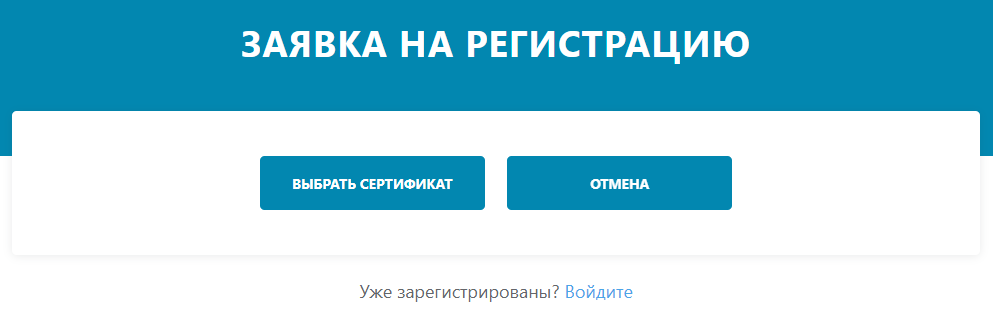 ЗАЯВКА НА РЕГИСТРАЦИЮ
ВЫБРАТЬ СЕРТИФИКАТ
ОТМЕНА
Уже зарегистрированы? Войдите